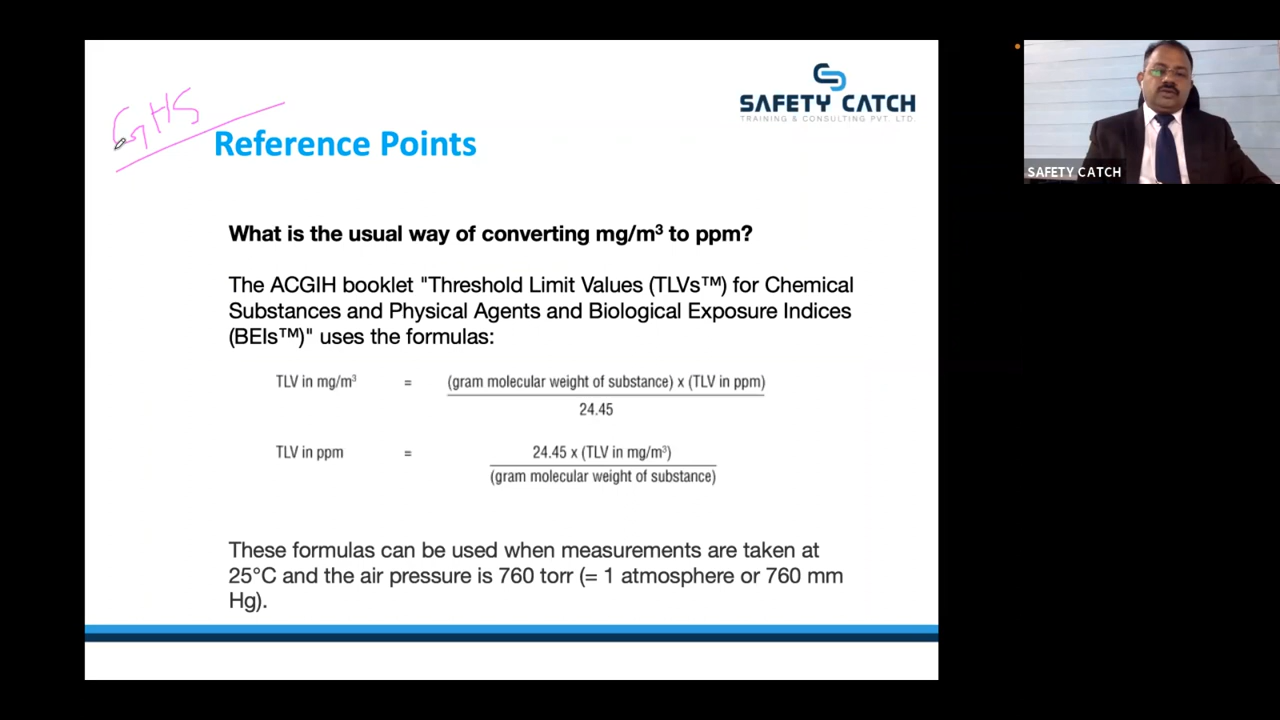 GHS
SAFETY CATCH
TRAINING & CONSULTING PVT. LTD.
Reference Points
What is the usual way of converting mg/m³ to ppm?
The ACGIH booklet "Threshold Limit Values (TLVs™) for Chemical
Substances and Physical Agents and Biological Exposure Indices
(BEIs™)" uses the formulas:
TLV in mg/m³ = (gram molecular weight of substance) x (TLV in ppm)
24.45
TLV in ppm = 24.45 x (TLV in mg/m³)
(gram molecular weight of substance)
These formulas can be used when measurements are taken at
25°C and the air pressure is 760 torr (= 1 atmosphere or 760 mm
Hg).
SAFETY CATCH